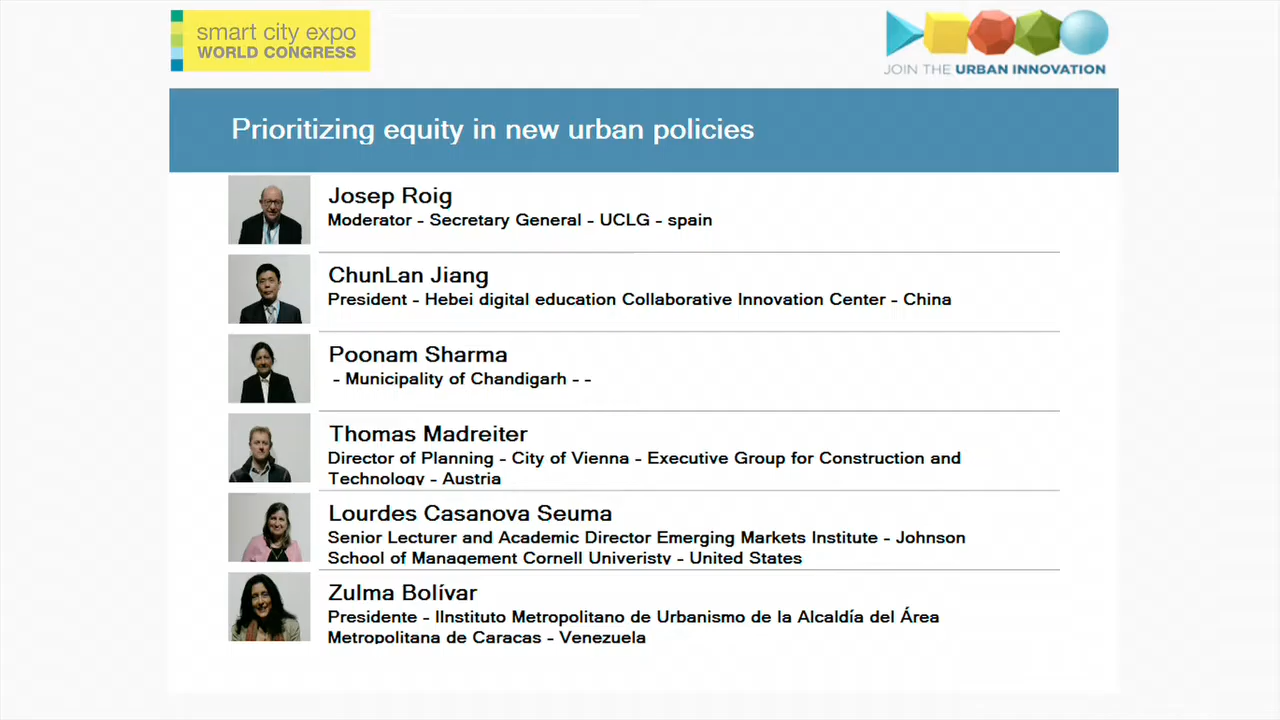 smart city expo
WORLD CONGRESS
JOIN THE URBAN INNOVATION
Prioritizing equity in new urban policies
Josep Roig
Moderator - Secretary General - UCLG - spain
ChunLan Jiang
President - Hebei digital education Collaborative Innovation Center - China
Poonam Sharma
- Municipality of Chandigarh - -
Thomas Madreiter
Director of Planning - City of Vienna - Executive Group for Construction and
Technology - Austria
Lourdes Casanova Seuma
Senior Lecturer and Academic Director Emerging Markets Institute - Johnson
School of Management Cornell Univeristy - United States
Zulma Bolívar
Presidente - IInstituto Metropolitano de Urbanismo de la Alcaldía del Área
Metropolitana de Caracas - Venezuela